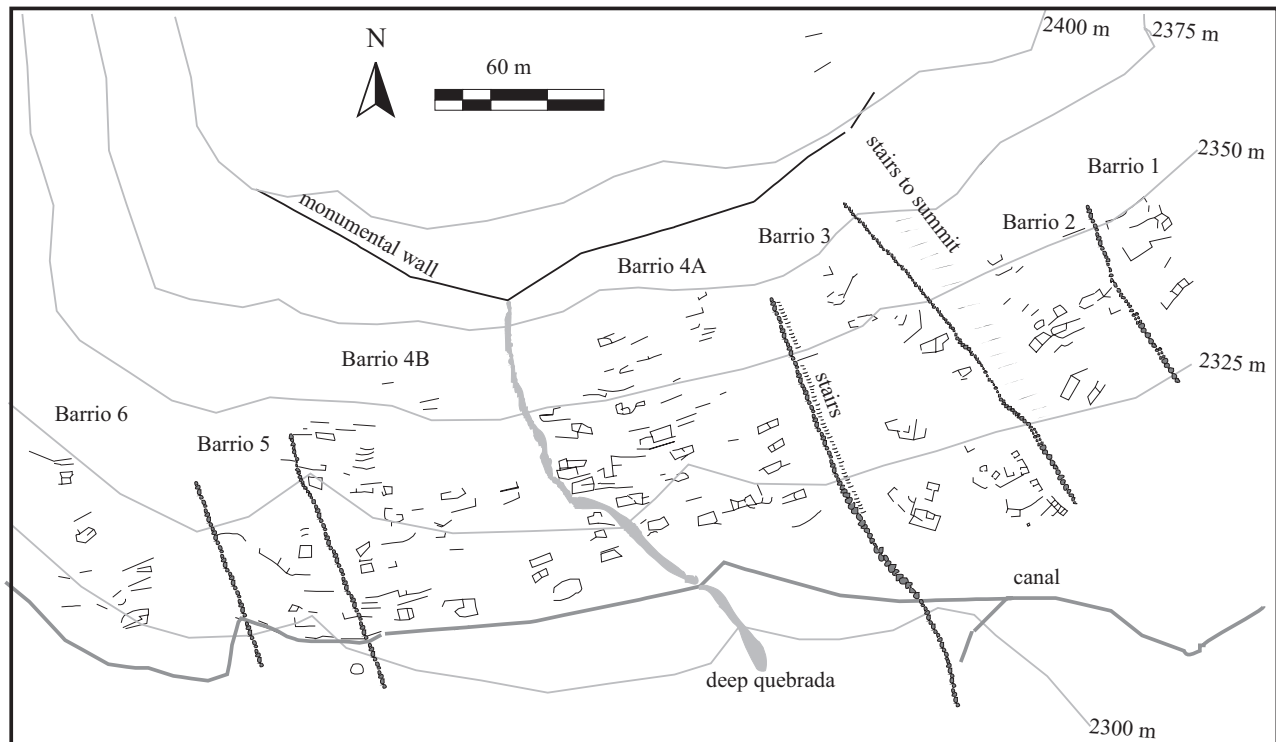 2400 m
2375 m
N
60 m
stairs to summit
2350 m
Barrio 1
monumental wall
Barrio 2
Barrio 3
Barrio 4A
Barrio 4B
2325 m
stairs
Barrio 6
Barrio 5
canal
deep quebrada
2300 m